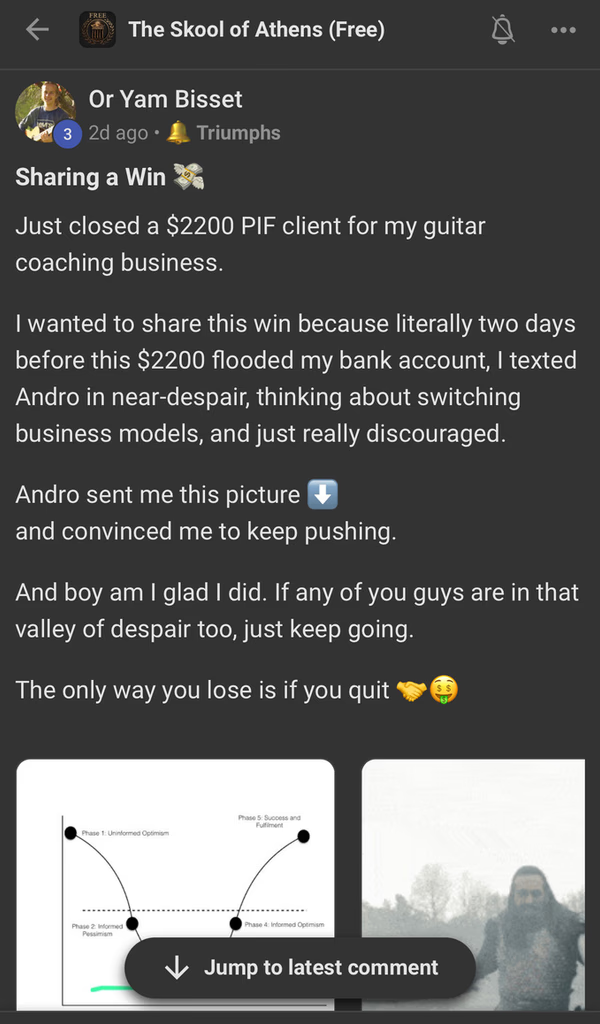 FREE
The Skool of Athens (Free)
Or Yam Bisset
3
2d ago • 🔔 Triumphs
Sharing a Win 💸
Just closed a $2200 PIF client for my guitar
coaching business.
I wanted to share this win because literally two days
before this $2200 flooded my bank account, I texted
Andro in near-despair, thinking about switching
business models, and just really discouraged.
Andro sent me this picture ⬇️
and convinced me to keep pushing.
And boy am I glad I did. If any of you guys are in that
valley of despair too, just keep going.
The only way you lose is if you quit 🤝🤑
Phase 5: Success and
Fulfilment
Phase 1: Uninformed Optimism
Phase 2: Informed
Pessimism
Phase 4: Informed Optimism
Jump to latest comment